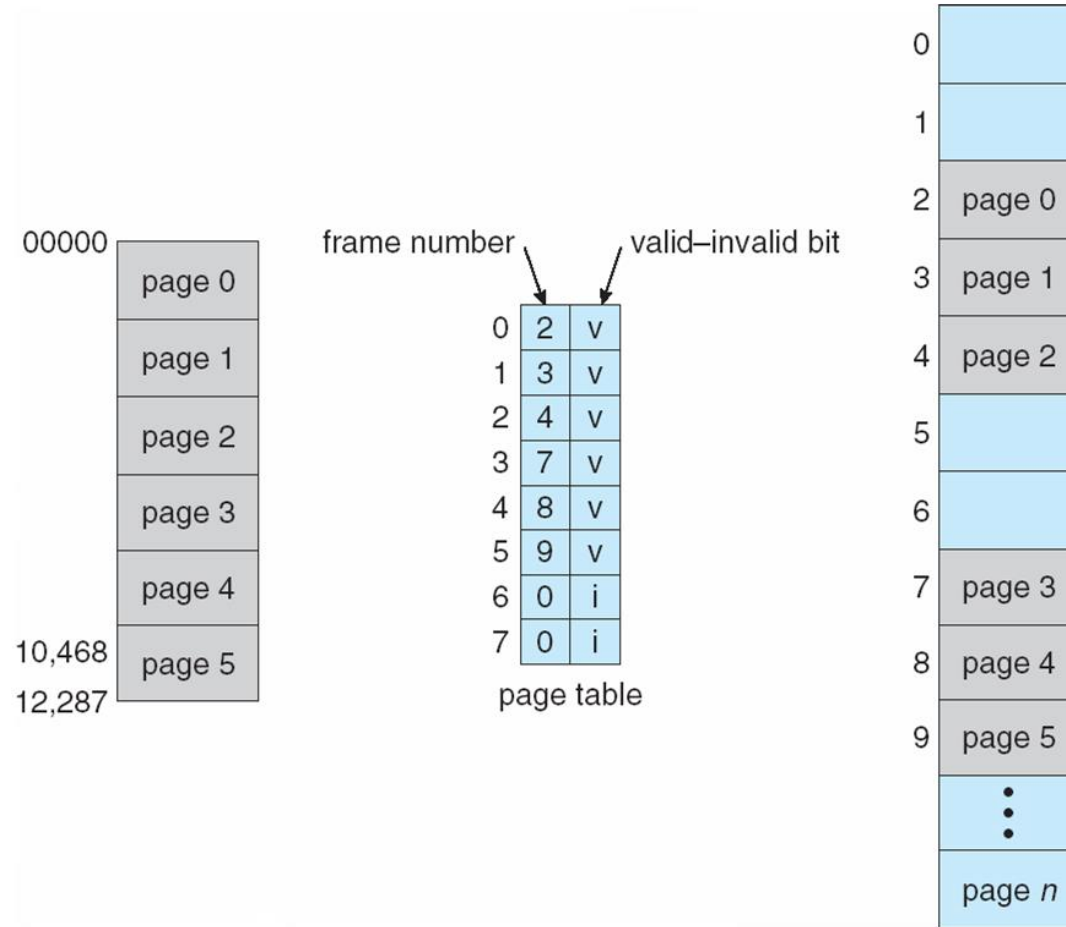 00000
page 0
page 1
page 2
page 3
page 4
10,468
page 5
12,287
frame number
valid–invalid bit
0 2 v
1 3 v
2 4 v
3 7 v
4 8 v
5 9 v
6 0 i
7 0 i
page table
0
1
2 page 0
3 page 1
4 page 2
5
6
7 page 3
8 page 4
9 page 5
page n